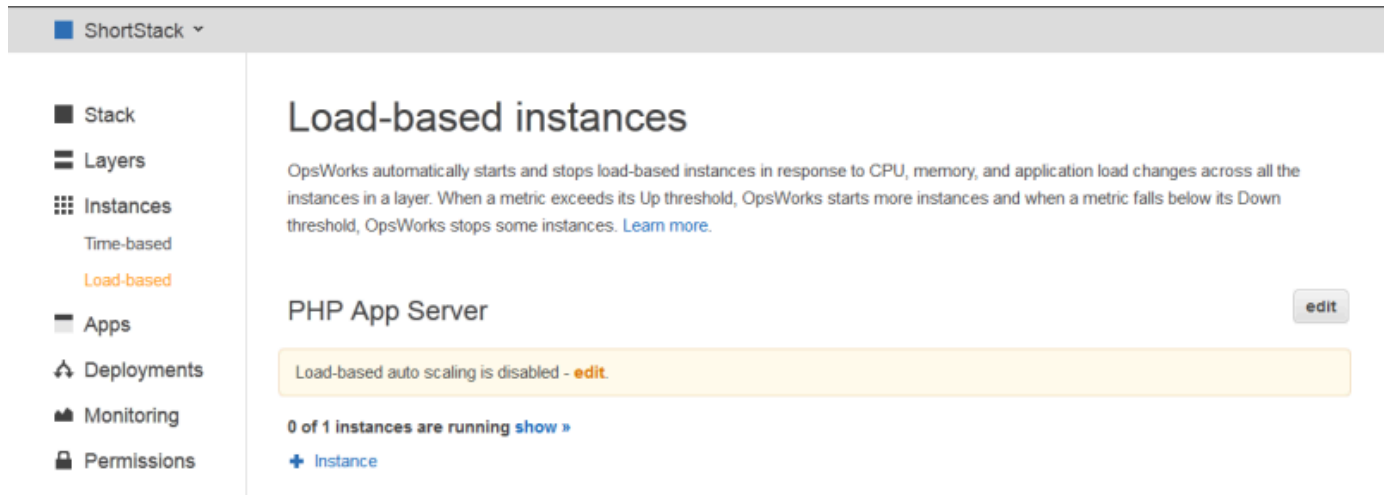 ShortStack
Stack
Layers
Instances
Time-based
Load-based
Apps
Deployments
Monitoring
Permissions
Load-based instances
OpsWorks automatically starts and stops load-based instances in response to CPU, memory, and application load changes across all the
instances in a layer. When a metric exceeds its Up threshold, OpsWorks starts more instances and when a metric falls below its Down
threshold, OpsWorks stops some instances. Learn more.
PHP App Server
edit
Load-based auto scaling is disabled - edit.
0 of 1 instances are running show »
+ Instance